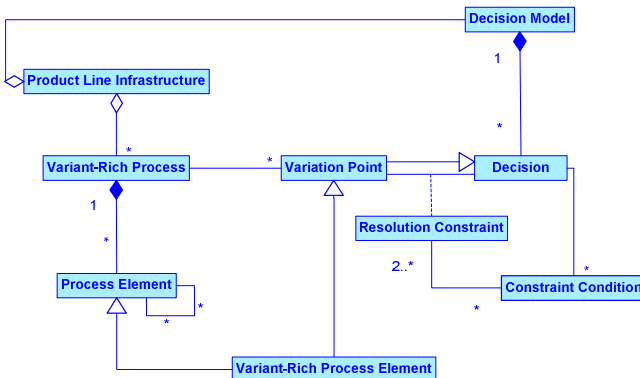 Decision Model
1
Product Line Infrastructure
*
*
Variant-Rich Process
*
Variation Point
Decision
1
*
Resolution Constraint
2..*
*
Process Element
*
*
*
Constraint Condition
Variant-Rich Process Element